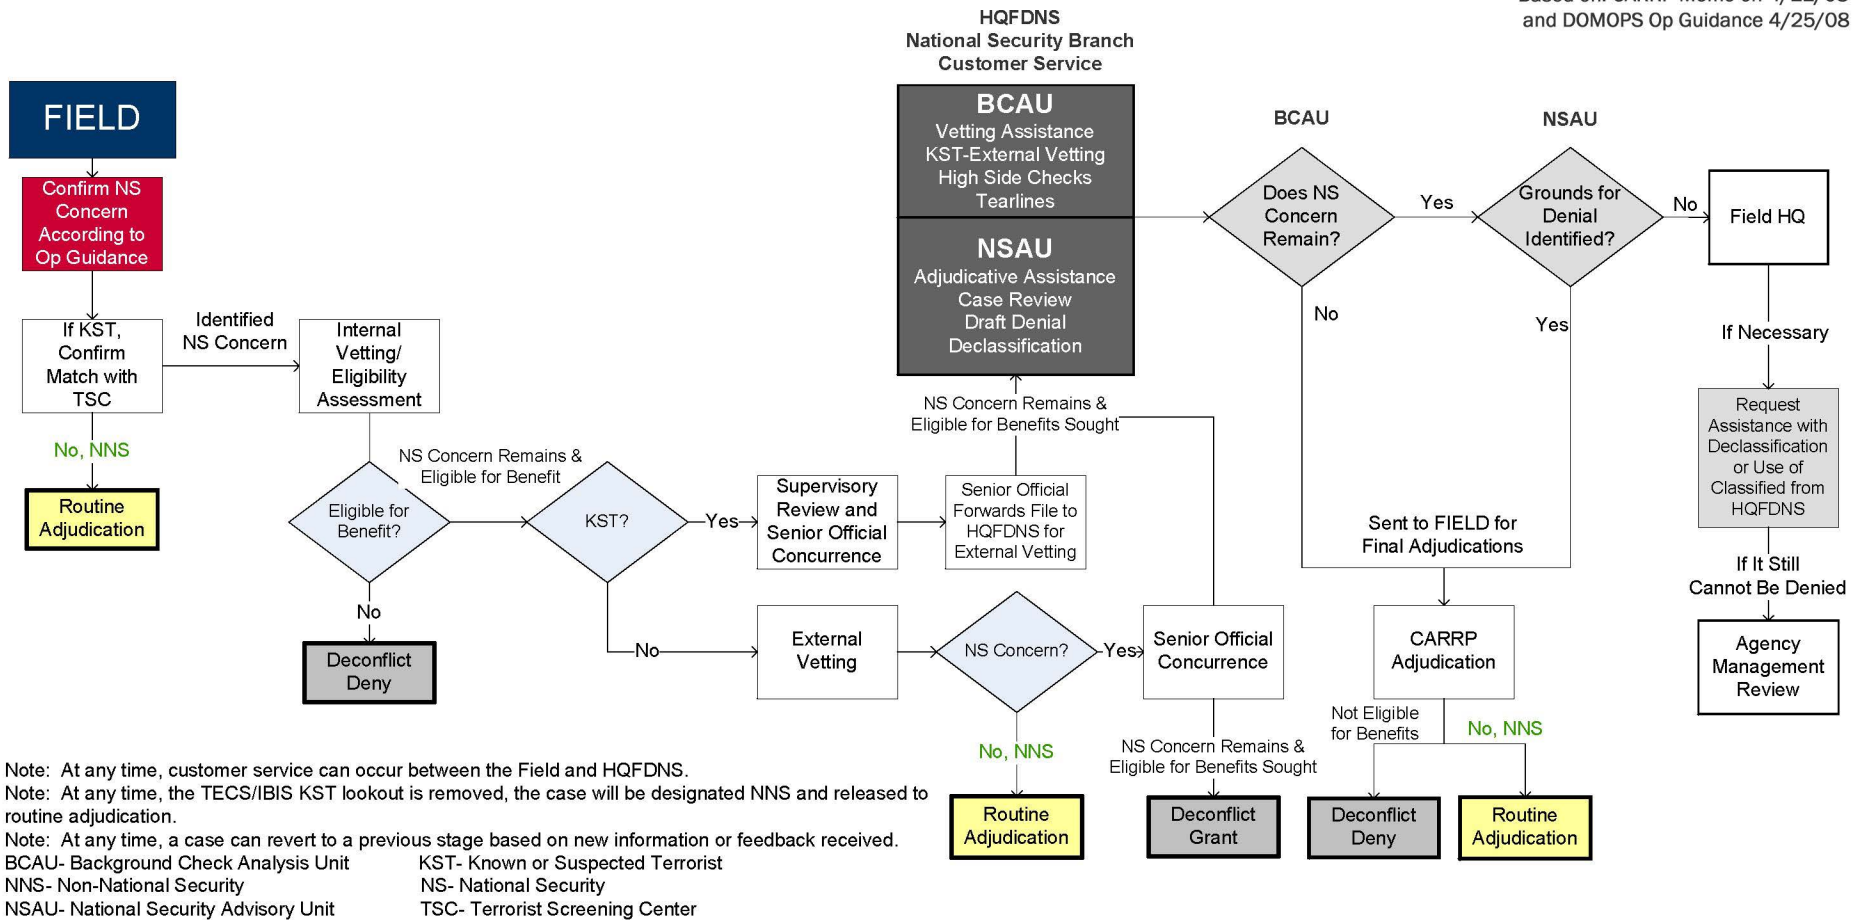 Based on: CARRP Memo on 4/11/08
and DOMOPS Op Guidance 4/25/08
HQFDNS
National Security Branch
Customer Service
FIELD
Confirm NS
Concern
According to
Op Guidance
If KST,
Confirm
Match with
TSC
Identified
NS Concern
No, NNS
Routine
Adjudication
Internal
Vetting/
Eligibility
Assessment
Eligible for
Benefit?
No
Deconflict
Deny
NS Concern Remains &
Eligible for Benefit
KST?
Yes
Supervisory
Review and
Senior Official
Concurrence
Senior Official
Forwards File to
HQFDNS for
External Vetting
NS Concern Remains &
Eligible for Benefits Sought
BCAU
Vetting Assistance
KST-External Vetting
High Side Checks
Tearlines
NSAU
Adjudicative Assistance
Case Review
Draft Denial
Declassification
No
External
Vetting
NS Concern?
No, NNS
Routine
Adjudication
Yes
Senior Official
Concurrence
NS Concern Remains &
Eligible for Benefits Sought
Deconflict
Grant
BCAU
Does NS
Concern
Remain?
No
Yes
NSAU
Grounds for
Denial
Identified?
Yes
Sent to FIELD for
Final Adjudications
CARRP
Adjudication
Not Eligible
for Benefits
Deconflict
Deny
No, NNS
Routine
Adjudication
No
Field HQ
If Necessary
Request
Assistance with
Declassification
or Use of
Classified from
HQFDNS
If It Still
Cannot Be Denied
Agency
Management
Review
Note: At any time, customer service can occur between the Field and HQFDNS.
Note: At any time, the TECS/IBIS KST lookout is removed, the case will be designated NNS and released to
routine adjudication.
Note: At any time, a case can revert to a previous stage based on new information or feedback received.
BCAU- Background Check Analysis Unit
KST- Known or Suspected Terrorist
NNS- Non-National Security
NS- National Security
NSAU- National Security Advisory Unit
TSC- Terrorist Screening Center